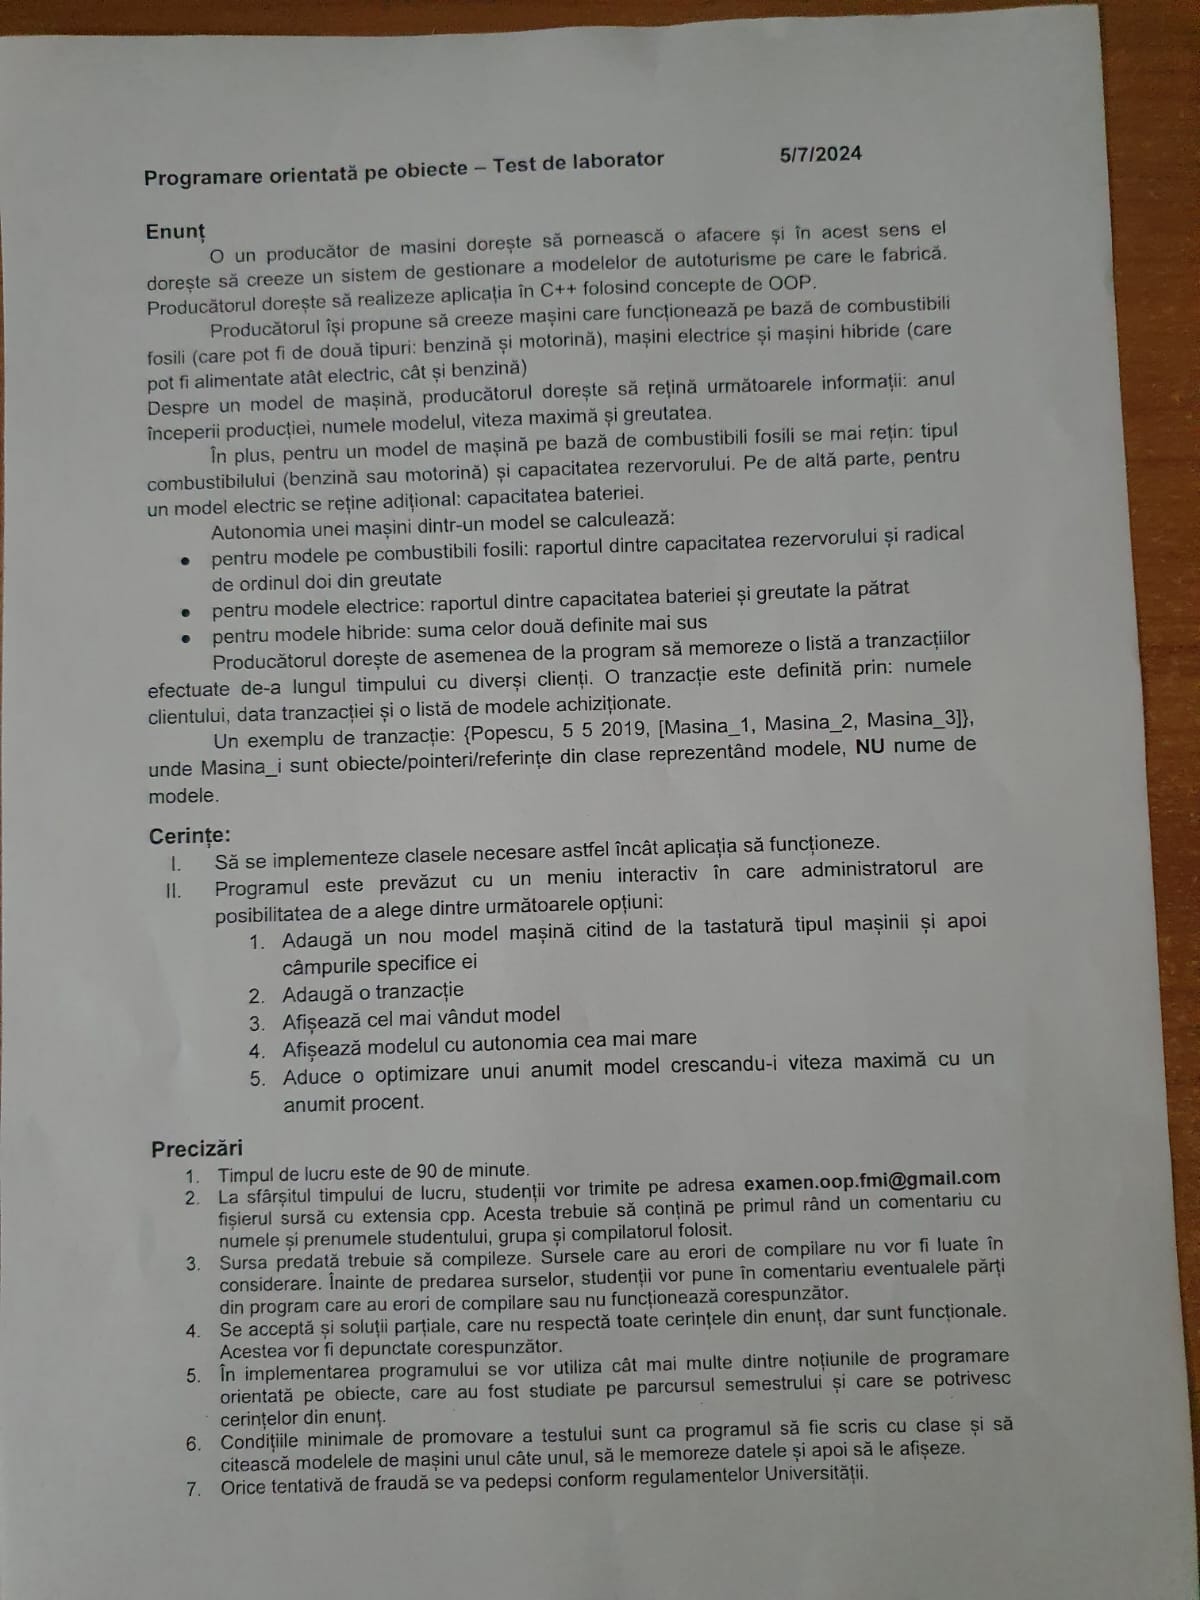 Programare orientată pe obiecte – Test de laborator 5/7/2024
Enunț
O un producător de masini dorește să pornească o afacere și în acest sens el
dorește să creeze un sistem de gestionare a modelelor de autoturisme pe care le fabrică.
Producătorul dorește să realizeze aplicația în C++ folosind concepte de OOP.
Producătorul își propune să creeze mașini care funcționează pe bază de combustibili
fosili (care pot fi de două tipuri: benzină și motorină), mașini electrice și mașini hibride (care
pot fi alimentate atât electric, cât și benzină)
Despre un model de mașină, producătorul dorește să rețină următoarele informații: anul
începerii producției, numele modelul, viteza maximă și greutatea.
În plus, pentru un model de mașină pe bază de combustibili fosili se mai rețin: tipul
combustibilului (benzină sau motorină) și capacitatea rezervorului. Pe de altă parte, pentru
un model electric se reține adițional: capacitatea bateriei.
Autonomia unei mașini dintr-un model se calculează:
• pentru modele pe combustibili fosili: raportul dintre capacitatea rezervorului și radical
de ordinul doi din greutate
• pentru modele electrice: raportul dintre capacitatea bateriei și greutate la pătrat
• pentru modele hibride: suma celor două definite mai sus
Producătorul dorește de asemenea de la program să memoreze o listă a tranzacțiilor
efectuate de-a lungul timpului cu diverși clienți. O tranzacție este definită prin: numele
clientului, data tranzacției și o listă de modele achiziționate.
Un exemplu de tranzacție: {Popescu, 5 5 2019, [Masina_1, Masina_2, Masina_3]},
unde Masina_i sunt obiecte/pointeri/referințe din clase reprezentând modele, NU nume de
modele.
Cerințe:
I. Să se implementeze clasele necesare astfel încât aplicația să funcționeze.
II. Programul este prevăzut cu un meniu interactiv în care administratorul are
posibilitatea de a alege dintre următoarele opțiuni:
1. Adaugă un nou model mașină citind de la tastatură tipul mașinii și apoi
câmpurile specifice ei
2. Adaugă o tranzacție
3. Afișează cel mai vândut model
4. Afișează modelul cu autonomia cea mai mare
5. Aduce o optimizare unui anumit model crescandu-i viteza maximă cu un
anumit procent.
Precizări
1. Timpul de lucru este de 90 de minute.
2. La sfârșitul timpului de lucru, studenții vor trimite pe adresa examen.oop.fmi@gmail.com
fișierul sursă cu extensia cpp. Acesta trebuie să conțină pe primul rând un comentariu cu
numele și prenumele studentului, grupa și compilatorul folosit.
3. Sursa predată trebuie să compileze. Sursele care au erori de compilare nu vor fi luate în
considerare. Înainte de predarea surselor, studenții vor pune în comentariu eventualele părți
din program care au erori de compilare sau nu funcționează corespunzător.
4. Se acceptă și soluții parțiale, care nu respectă toate cerințele din enunț, dar sunt funcționale.
Acestea vor fi depunctate corespunzător.
5. În implementarea programului se vor utiliza cât mai multe dintre noțiunile de programare
orientată pe obiecte, care au fost studiate pe parcursul semestrului și care se potrivesc
cerințelor din enunț.
6. Condițiile minimale de promovare a testului sunt ca programul să fie scris cu clase și să
citească modelele de mașini unul câte unul, să le memoreze datele și apoi să le afișeze.
7. Orice tentativă de fraudă se va pedepsi conform regulamentelor Universității.